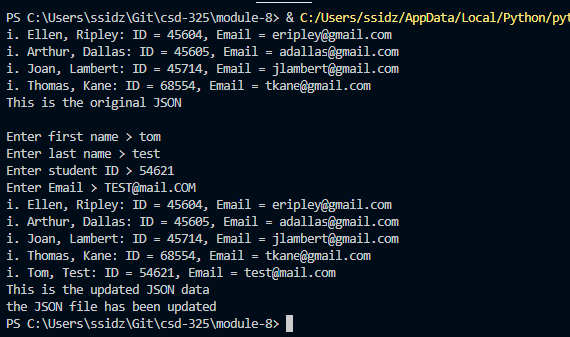 PS C:\Users\ssidz\Git\csd-325\module-8> & C:/Users/ssidz/AppData/Local/Python/pyt
i. Ellen, Ripley: ID = 45604, Email = eripley@gmail.com
i. Arthur, Dallas: ID = 45605, Email = adallas@gmail.com
i. Joan, Lambert: ID = 45714, Email = jlambert@gmail.com
i. Thomas, Kane: ID = 68554, Email = tkane@gmail.com
This is the original JSON
Enter first name > tom
Enter last name > test
Enter student ID > 54621
Enter Email > TEST@mail.COM
i. Ellen, Ripley: ID = 45604, Email = eripley@gmail.com
i. Arthur, Dallas: ID = 45605, Email = adallas@gmail.com
i. Joan, Lambert: ID = 45714, Email = jlambert@gmail.com
i. Thomas, Kane: ID = 68554, Email = tkane@gmail.com
i. Tom, Test: ID = 54621, Email = test@mail.com
This is the updated JSON data
the JSON file has been updated
PS C:\Users\ssidz\Git\csd-325\module-8>